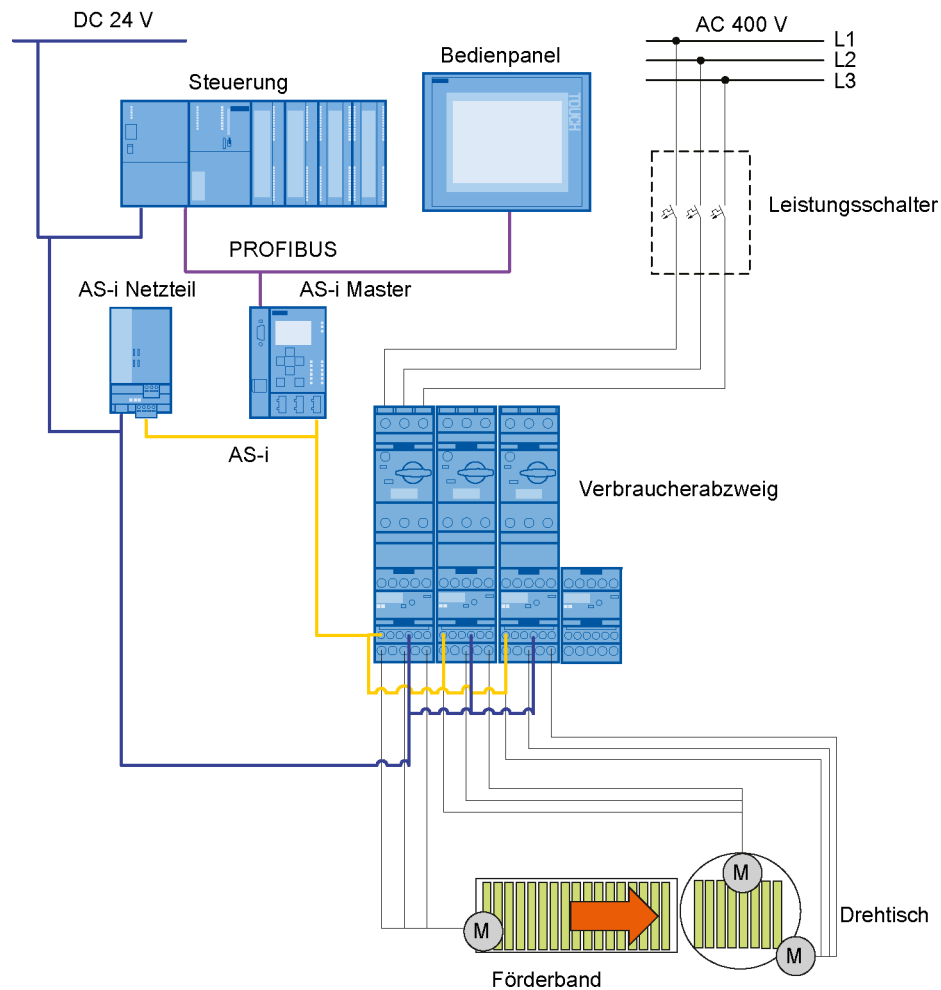 DC 24 V
AC 400 V
L1
L2
L3
Bedienpanel
Steuerung
TOUCH
Leistungsschalter
PROFIBUS
AS-i Netzteil
AS-i Master
AS-i
Verbraucherabzweig
M
M
M
Drehtisch
Förderband